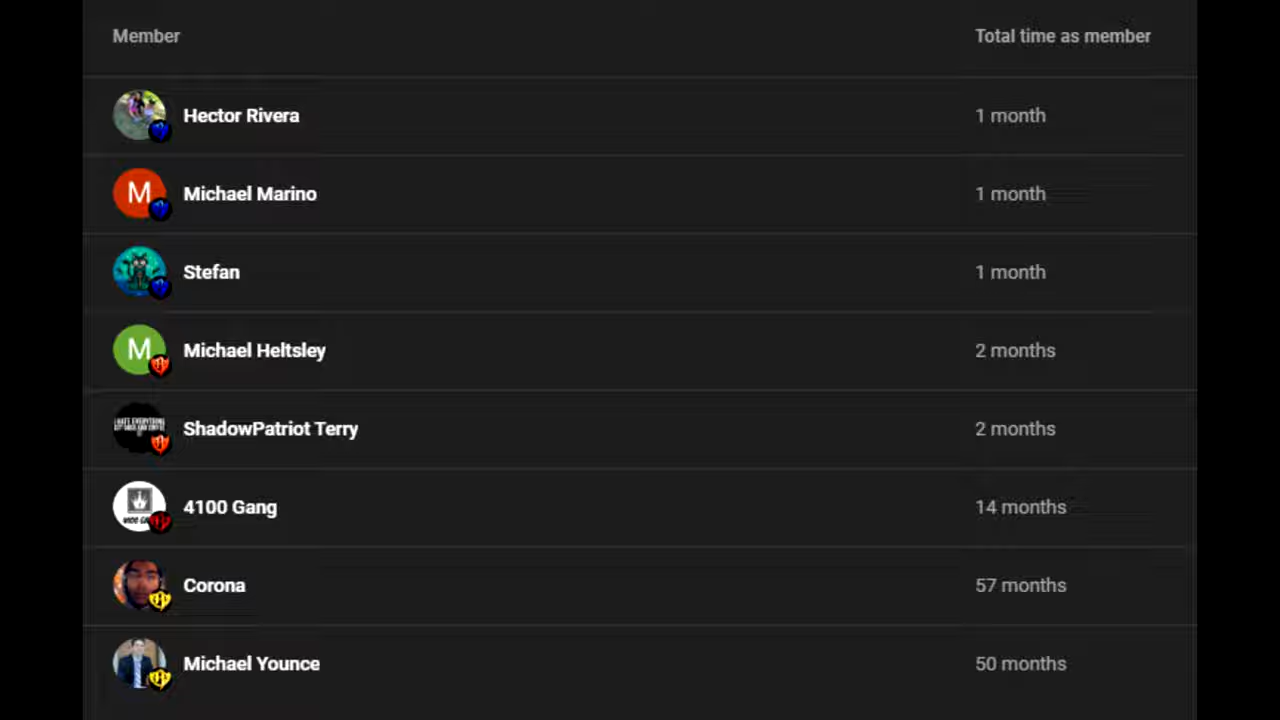 Member Total time as member
Hector Rivera 1 month
M Michael Marino 1 month
Stefan 1 month
M Michael Heltsley 2 months
ShadowPatriot Terry 2 months
4100 Gang 14 months
Corona 57 months
Michael Younce 50 months